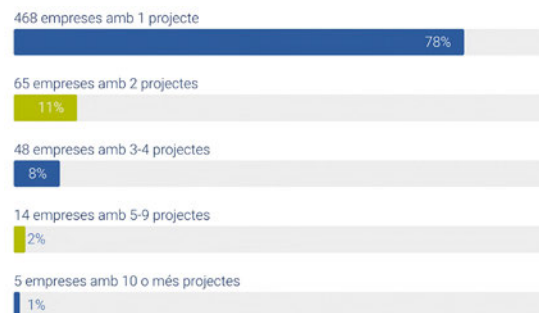 468 empreses amb 1 projecte
78%
65 empreses amb 2 projectes
11%
48 empreses amb 3-4 projectes
8%
14 empreses amb 5-9 projectes
2%
5 empreses amb 10 o més projectes
1%